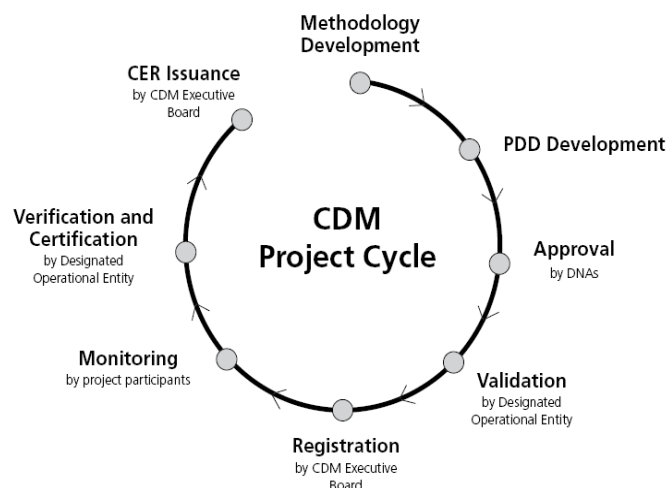 Methodology
Development
CER Issuance
by CDM Executive
Board
PDD Development
CDM
Project Cycle
Verification and
Certification
by Designated
Operational Entity
Approval
by DNAs
Monitoring
by project participants
Validation
by Designated
Operational Entity
Registration
by CDM Executive
Board